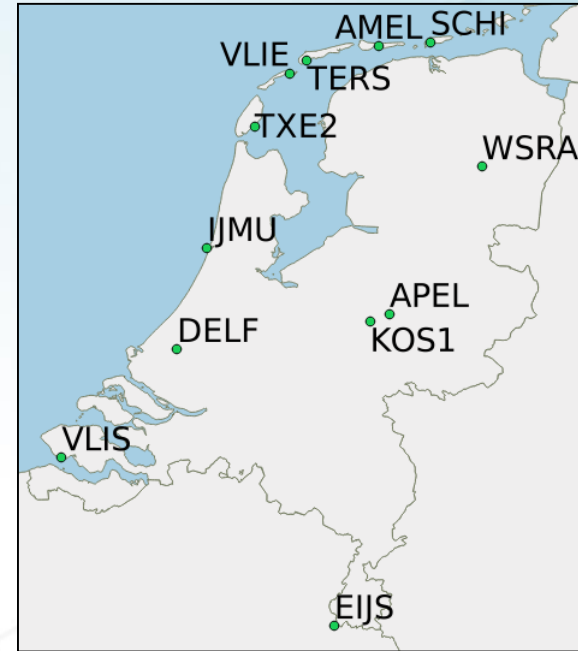 AMEL
SCHI
VLIE
TERS
TXE2
WSRA
IJMU
APEL
KOS1
DELF
VLIS
EIJS